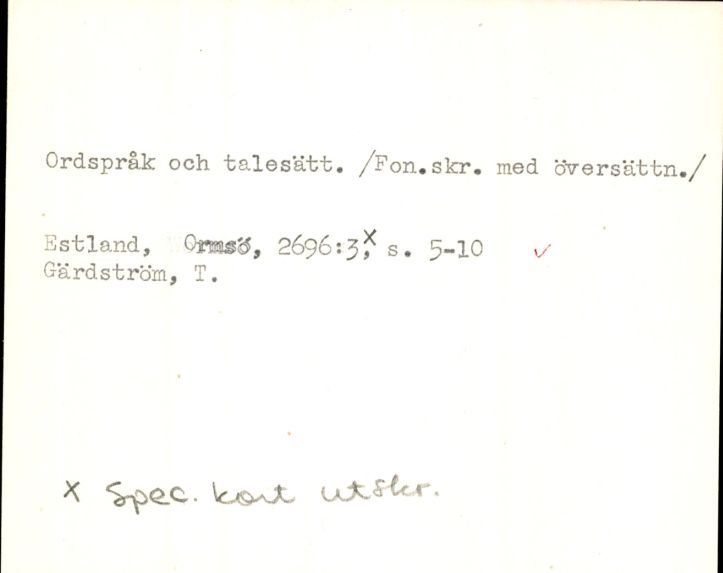 Ordspråk och talesätt. /Fon.skr. med översättn./
Estland, Ormsö, 2696:3,x s. 5-10 ✓
Gärdström, T.
x Spec. kort utskr.